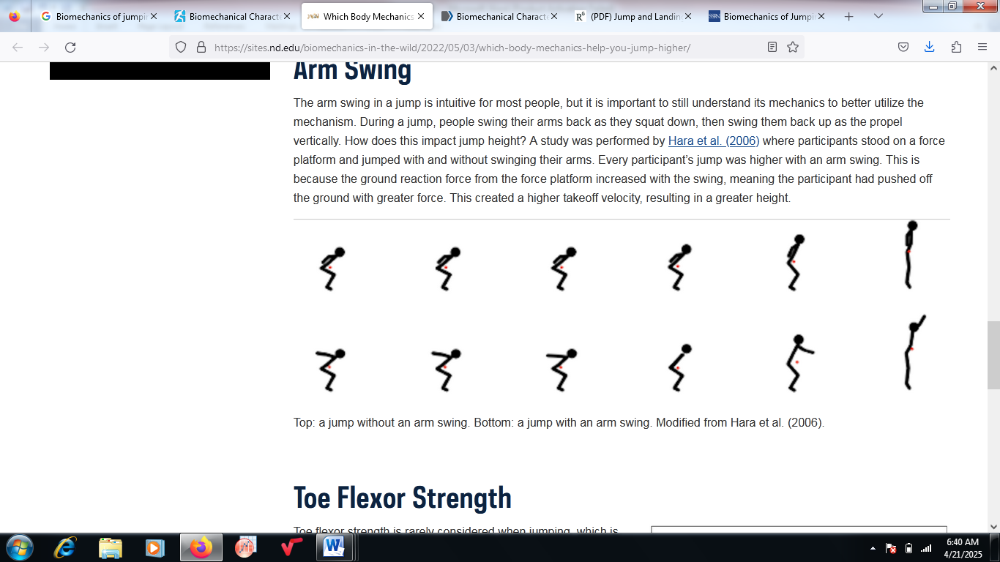 Biomechanics of jumpin
Biomechanical Characte
Which Body Mechanics
Biomechanical Characte
R⁶ (PDF) Jump and Landin
SSRN Biomechanics of Jumpi
https://sites.nd.edu/biomechanics-in-the-wild/2022/05/03/which-body-mechanics-help-you-jump-higher/
Arm Swing
The arm swing in a jump is intuitive for most people, but it is important to still understand its mechanics to better utilize the
mechanism. During a jump, people swing their arms back as they squat down, then swing them back up as the propel
vertically. How does this impact jump height? A study was performed by Hara et al. (2006) where participants stood on a force
platform and jumped with and without swinging their arms. Every participant’s jump was higher with an arm swing. This is
because the ground reaction force from the force platform increased with the swing, meaning the participant had pushed off
the ground with greater force. This created a higher takeoff velocity, resulting in a greater height.
Top: a jump without an arm swing. Bottom: a jump with an arm swing. Modified from Hara et al. (2006).
Toe Flexor Strength
Toe flexor strength is rarely considered when jumping, which is
6:40 AM
4/21/2025